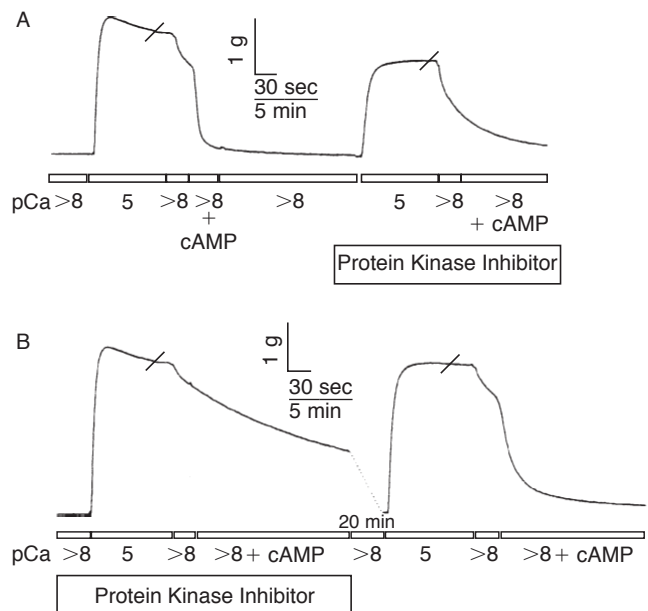 A
1 g
30 sec
5 min
pCa >8 5 >8 >8 >8 5 >8 >8
+ + cAMP
cAMP
Protein Kinase Inhibitor
B
1 g
30 sec
5 min
20 min
pCa >8 5 >8 >8 + cAMP >8 5 >8 >8 + cAMP
Protein Kinase Inhibitor